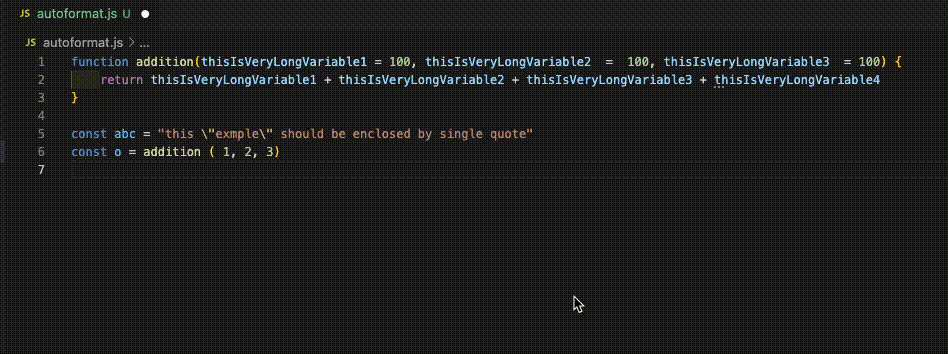 JS autoformat.js U ●
JS autoformat.js > ...
1 function addition(thisIsVeryLongVariable1 = 100, thisIsVeryLongVariable2  =  100, thisIsVeryLongVariable3  = 100) {
2     return thisIsVeryLongVariable1 + thisIsVeryLongVariable2 + thisIsVeryLongVariable3 + thisIsVeryLongVariable4
3 }
4
5 const abc = "this \"exmple\" should be enclosed by single quote"
6 const o = addition ( 1, 2, 3)
7